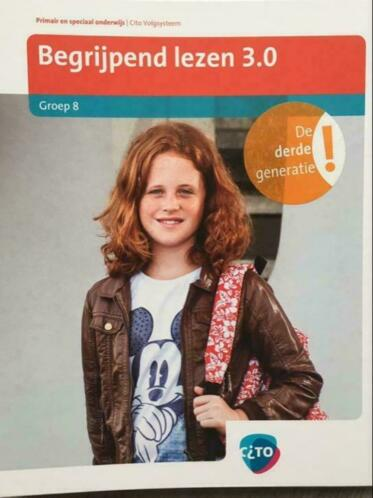 Primair en speciaal onderwijs | Cito Volgsysteem
Begrijpend lezen 3.0
Groep 8
De
derde
generatie
!
CiTO